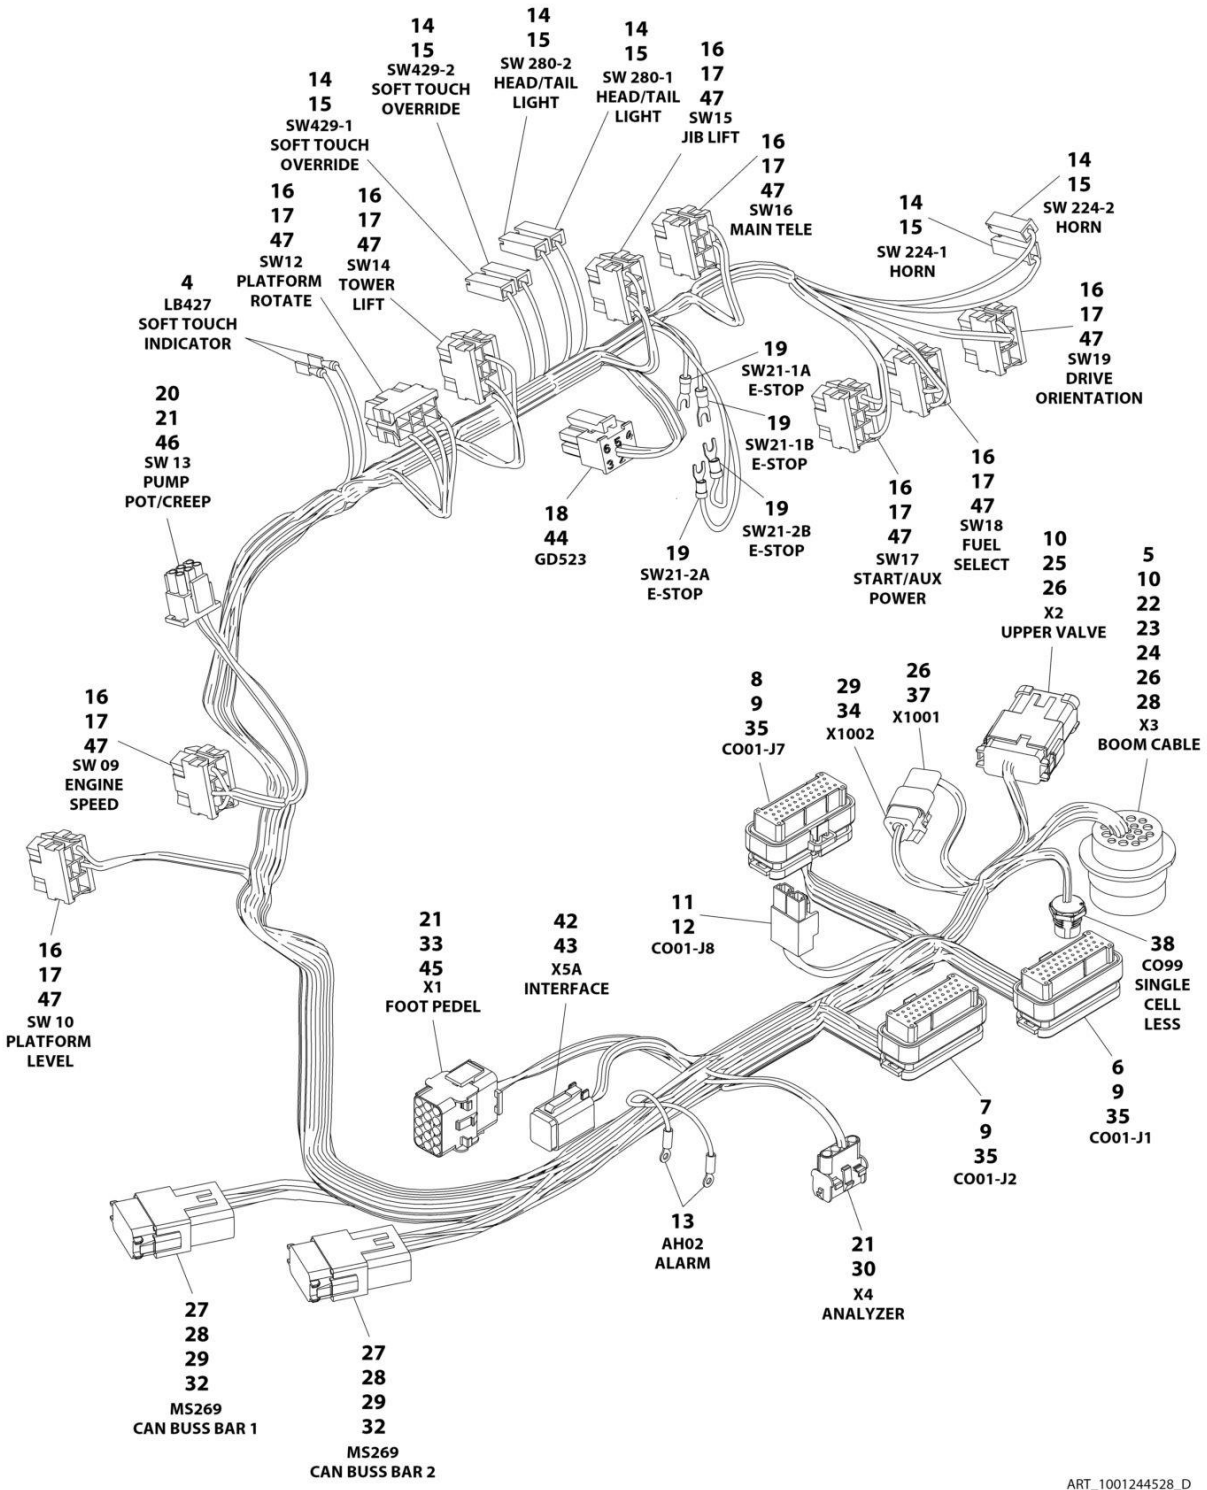 14
15
SW429-1
SOFT TOUCH
OVERRIDE
14
15
SW429-2
SOFT TOUCH
OVERRIDE
14
15
SW 280-2
HEAD/TAIL
LIGHT
14
15
SW 280-1
HEAD/TAIL
LIGHT
16
17
47
SW15
JIB LIFT
16
17
47
SW16
MAIN TELE
14
15
SW 224-1
HORN
14
15
SW 224-2
HORN
16
17
47
SW12
PLATFORM
ROTATE
16
17
47
SW14
TOWER
LIFT
4
LB427
SOFT TOUCH
INDICATOR
16
17
47
SW19
DRIVE
ORIENTATION
19
SW21-1A
E-STOP
19
SW21-1B
E-STOP
19
SW21-2B
E-STOP
19
SW21-2A
E-STOP
20
21
46
SW 13
PUMP
POT/CREEP
6 5 4
3 2
18
44
GD523
16
17
47
SW17
START/AUX
POWER
16
17
47
SW18
FUEL
SELECT
10
25
26
X2
UPPER VALVE
5
10
22
23
24
26
28
X3
BOOM CABLE
16
17
47
SW 09
ENGINE
SPEED
8
9
35
CO01-J7
29
34
X1002
26
37
X1001
11
12
CO01-J8
16
17
47
SW 10
PLATFORM
LEVEL
21
33
45
X1
FOOT PEDEL
42
43
X5A
INTERFACE
38
CO99
SINGLE
CELL
LESS
6
9
35
CO01-J1
7
9
35
CO01-J2
13
AH02
ALARM
21
30
X4
ANALYZER
27
28
29
32
MS269
CAN BUSS BAR 1
27
28
29
32
MS269
CAN BUSS BAR 2
ART_1001244528_D